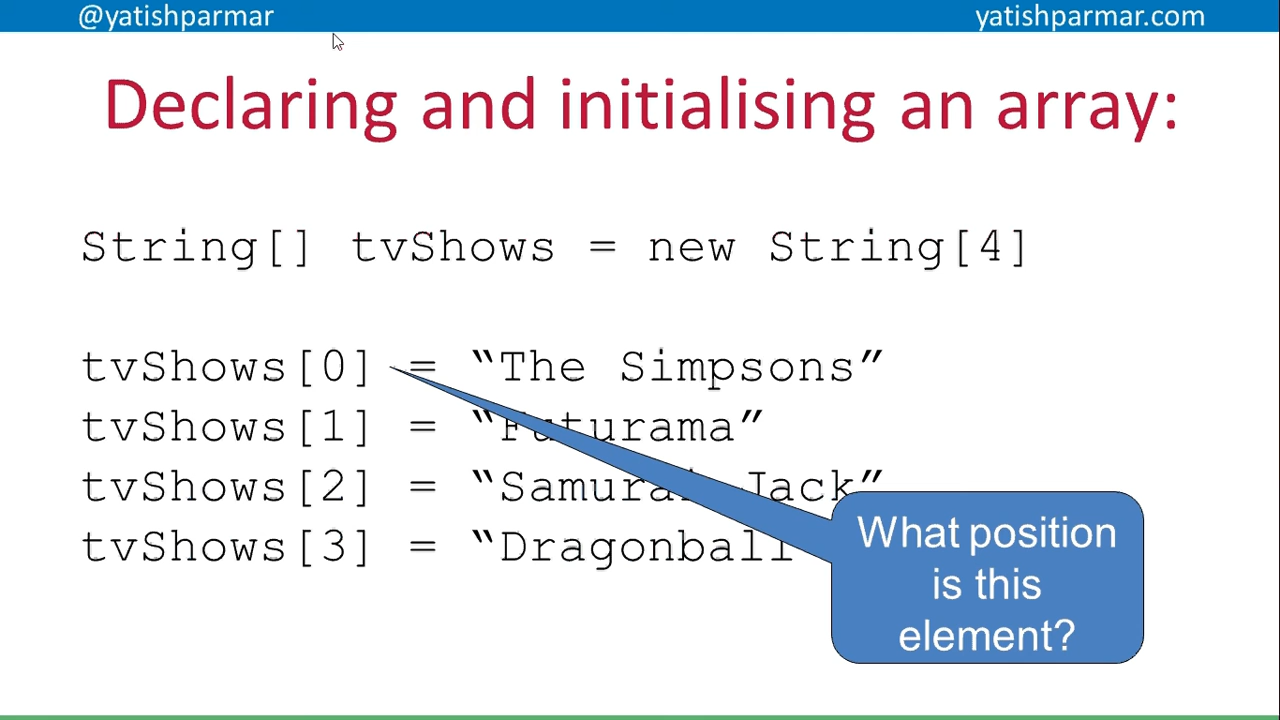 @yatishparmar yatishparmar.com
Declaring and initialising an array:
String[] tvShows = new String[4]
tvShows[0] = “The Simpsons”
tvShows[1] = “Futurama”
tvShows[2] = “Samurai Jack”
tvShows[3] = “Dragonball
What position
is this
element?